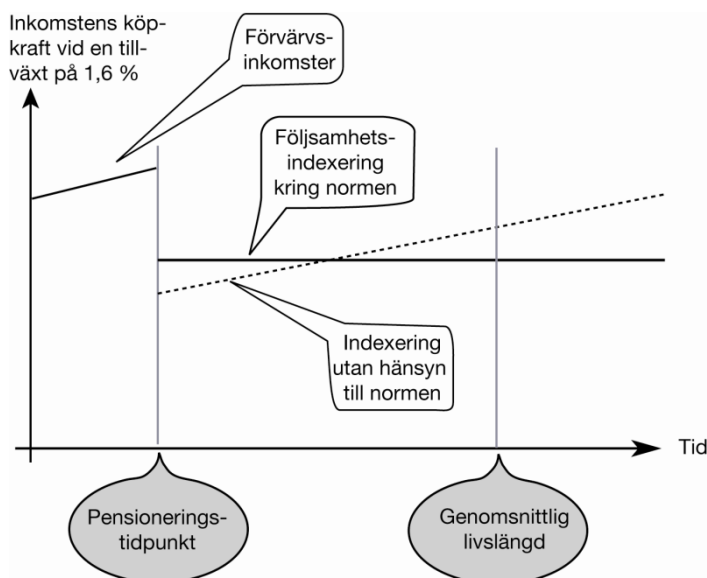 Inkomstens köp-
kraft vid en till-
växt på 1,6 %
Förvärvs-
inkomster
Följsamhets-
indexering
kring normen
Indexering
utan hänsyn
till normen
Tid
Pensionerings-
tidpunkt
Genomsnittlig
livslängd